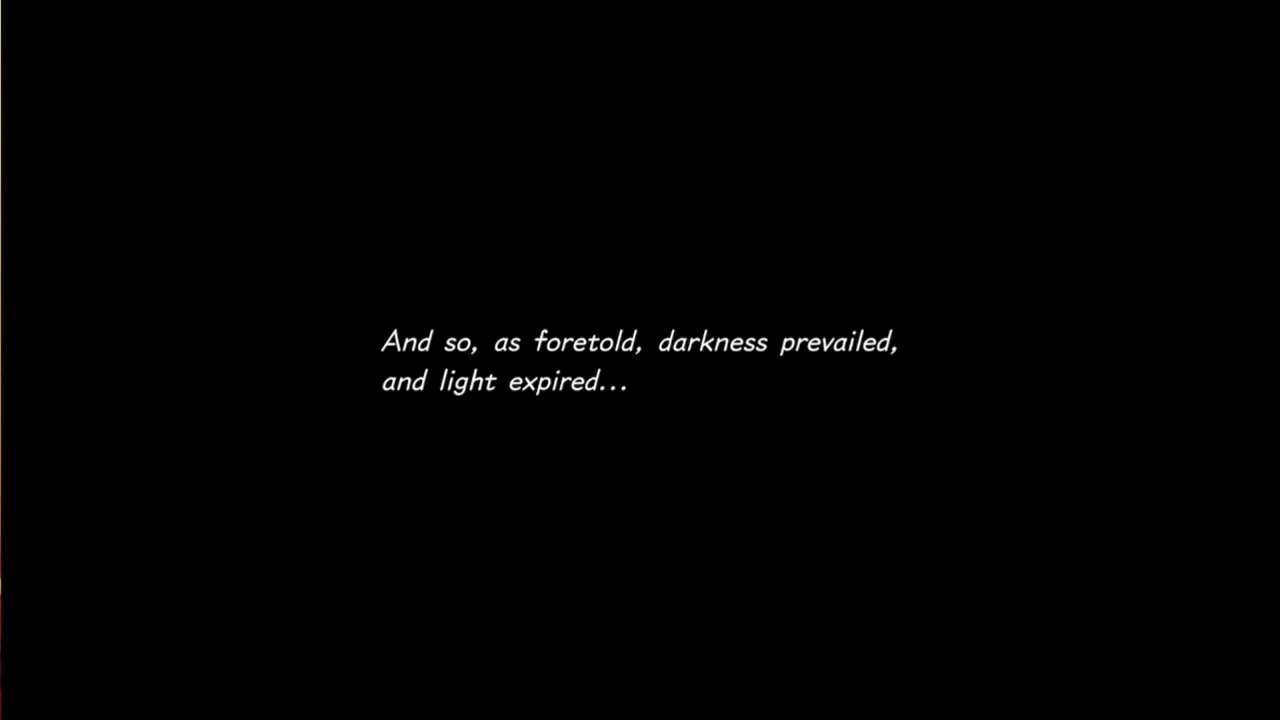 And so, as foretold, darkness prevailed,
and light expired...